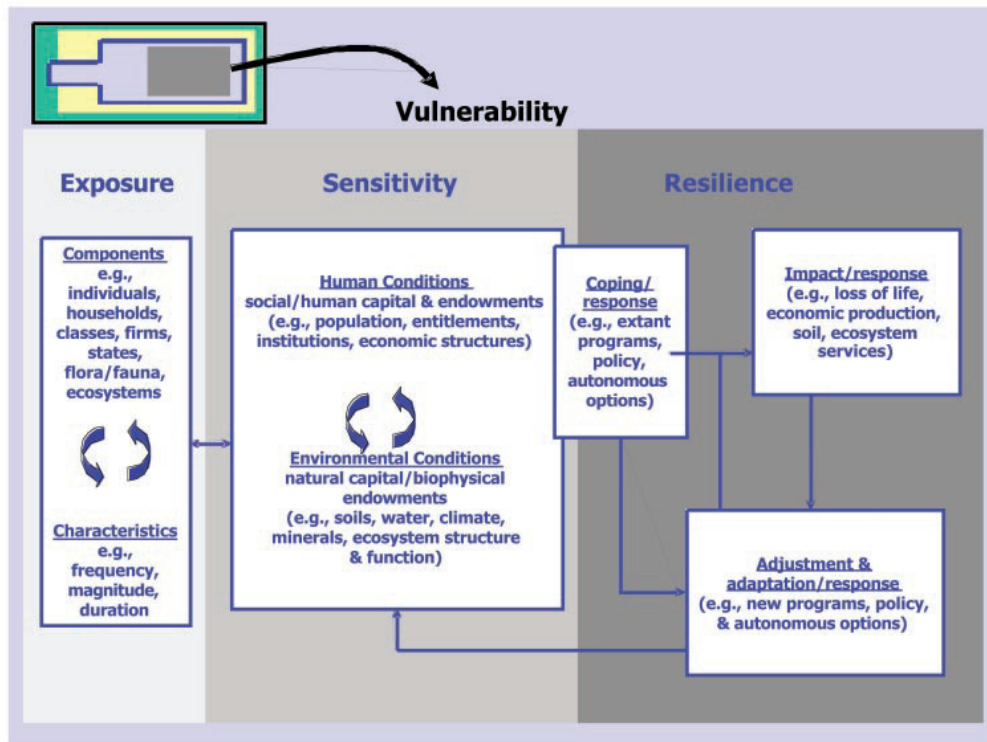 Vulnerability
Exposure
Sensitivity
Resilience
Components
e.g.,
individuals,
households,
classes, firms,
states,
flora/fauna,
ecosystems
Characteristics
e.g.,
frequency,
magnitude,
duration
Human Conditions
social/human capital & endowments
(e.g., population, entitlements,
institutions, economic structures)
Environmental Conditions
natural capital/biophysical
endowments
(e.g., soils, water, climate,
minerals, ecosystem structure
& function)
Coping/
response
(e.g., extant
programs,
policy,
autonomous
options)
Impact/response
(e.g., loss of life,
economic production,
soil, ecosystem
services)
Adjustment &
adaptation/response
(e.g., new programs, policy,
& autonomous options)